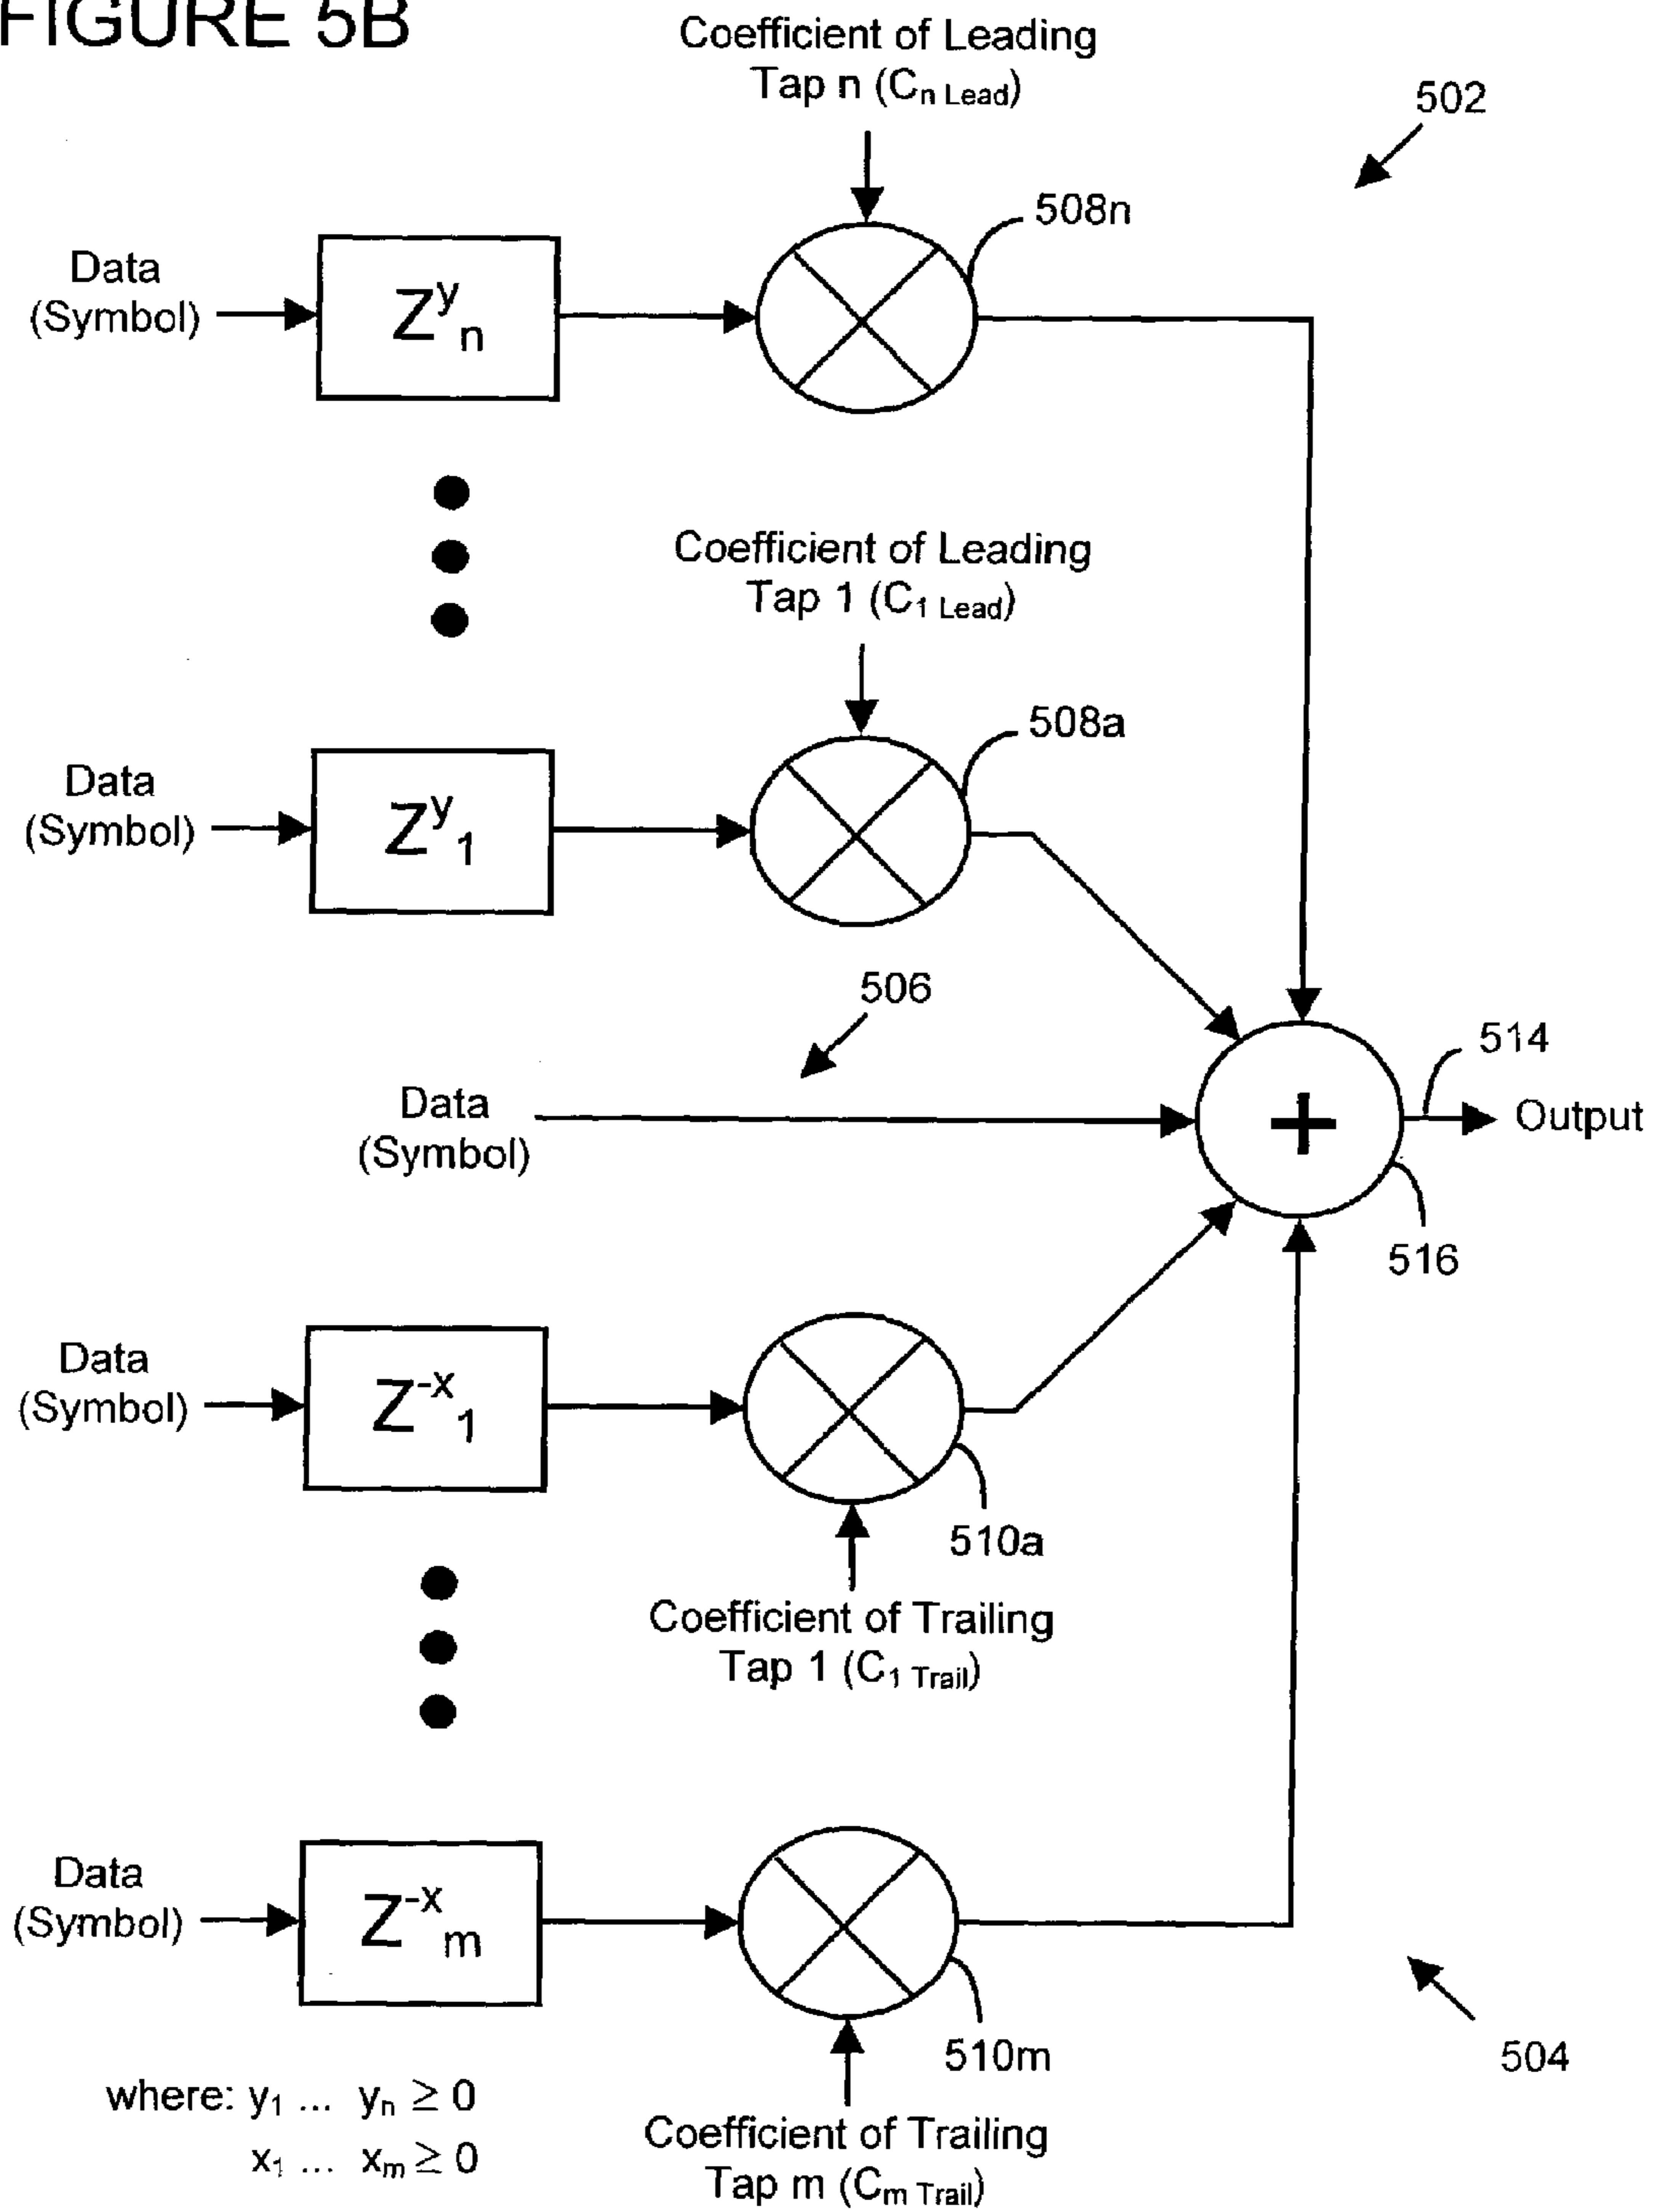 FIGURE 5B
Coefficient of Leading
Tap n (Cn Lead)
502
508n
Data
(Symbol)
Zyn
Coefficient of Leading
Tap 1 (C1 Lead)
508a
Data
(Symbol)
Zy1
506
514
Data
(Symbol)
+
Output
516
Data
(Symbol)
Z-x1
510a
Coefficient of Trailing
Tap 1 (C1 Trail)
Data
(Symbol)
Z-xm
510m
504
where: y1 ... yn ≥ 0
x1 ... xm ≥ 0
Coefficient of Trailing
Tap m (Cm Trail)